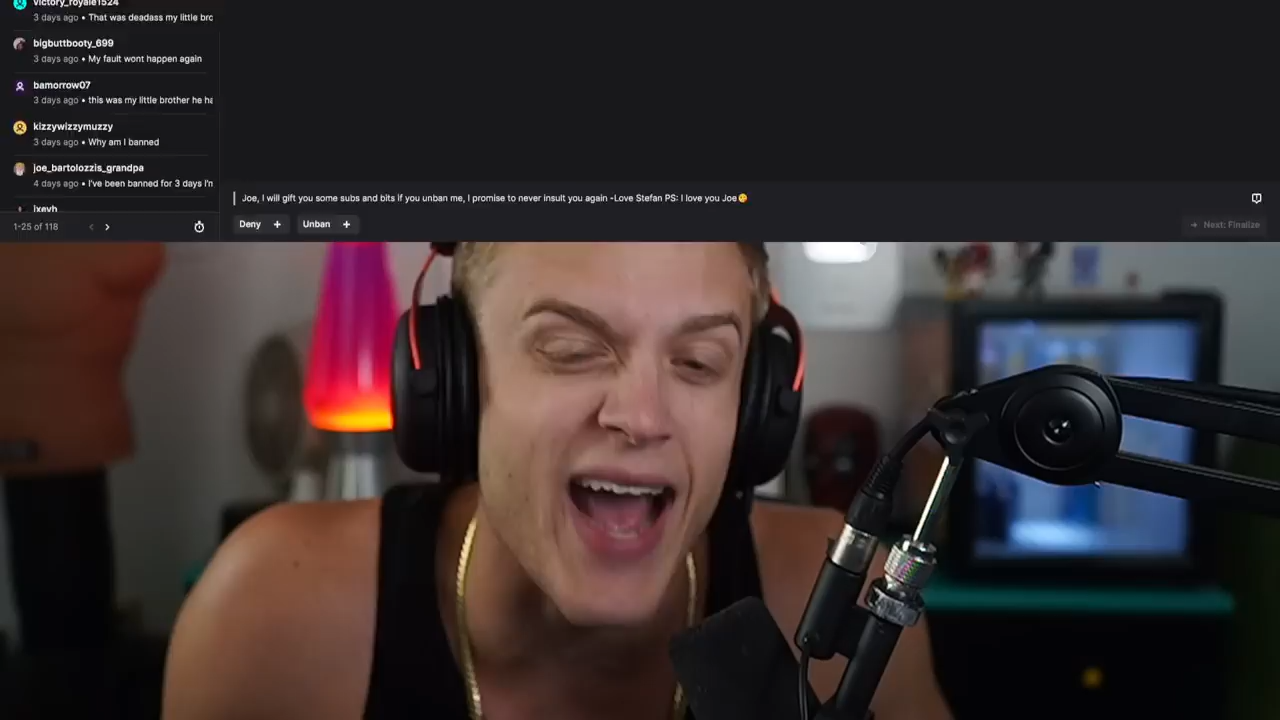 victory_royale1524
3 days ago • That was deadass my little brc
bigbuttbooty_699
3 days ago • My fault wont happen again
bamorrow07
3 days ago • this was my little brother he ha
kizzywizzymuzzy
3 days ago • Why am I banned
joe_bartolozzis_grandpa
4 days ago • I've been banned for 3 days I'm
1-25 of 118
Joe, I will gift you some subs and bits if you unban me, I promise to never insult you again -Love Stefan PS: I love you Joe😘
Deny +
Unban +
Next: Finalize